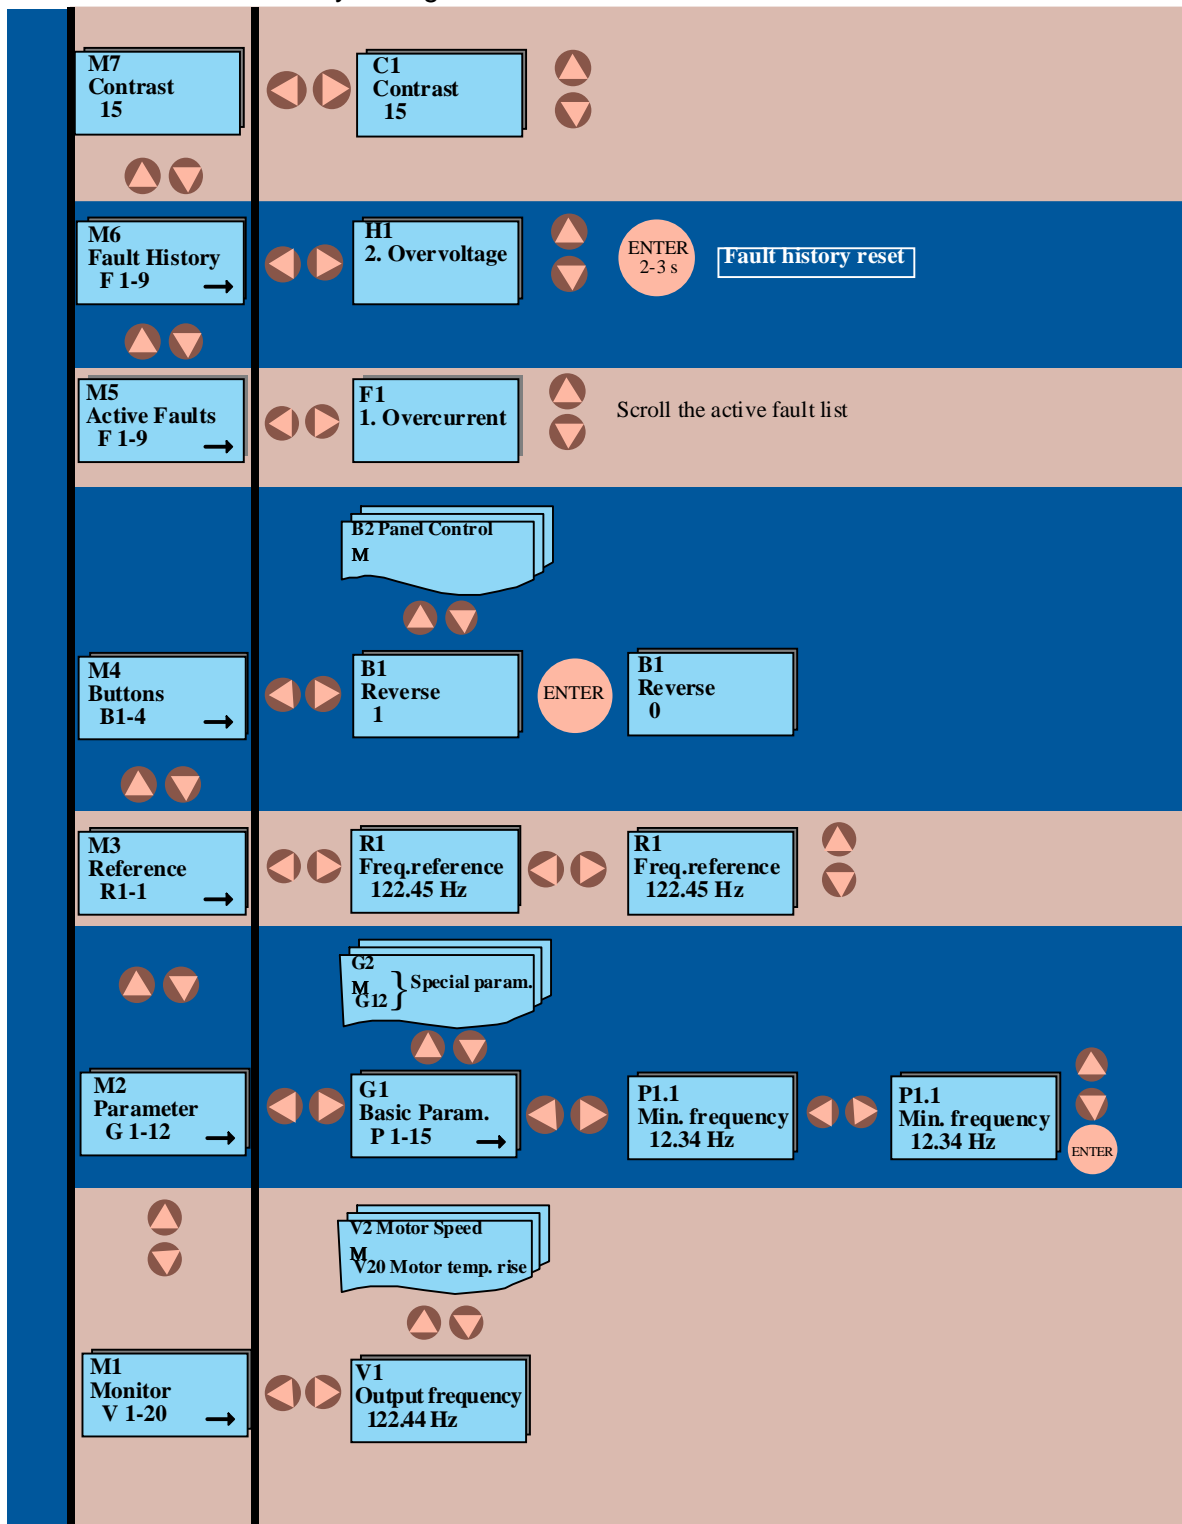 M7
Contrast
15
C1
Contrast
15
M6
Fault History
F 1-9
H1
2. Overvoltage
ENTER
2-3 s
Fault history reset
M5
Active Faults
F 1-9
F1
1. Overcurrent
Scroll the active fault list
B2 Panel Control
M
M4
Buttons
B1-4
B1
Reverse
1
ENTER
B1
Reverse
0
M3
Reference
R1-1
R1
Freq.reference
122.45 Hz
R1
Freq.reference
122.45 Hz
G2
M
G12
} Special param.
M2
Parameter
G 1-12
G1
Basic Param.
P 1-15
P1.1
Min. frequency
12.34 Hz
P1.1
Min. frequency
12.34 Hz
ENTER
V2 Motor Speed
M
V20 Motor temp. rise
M1
Monitor
V 1-20
V1
Output frequency
122.44 Hz